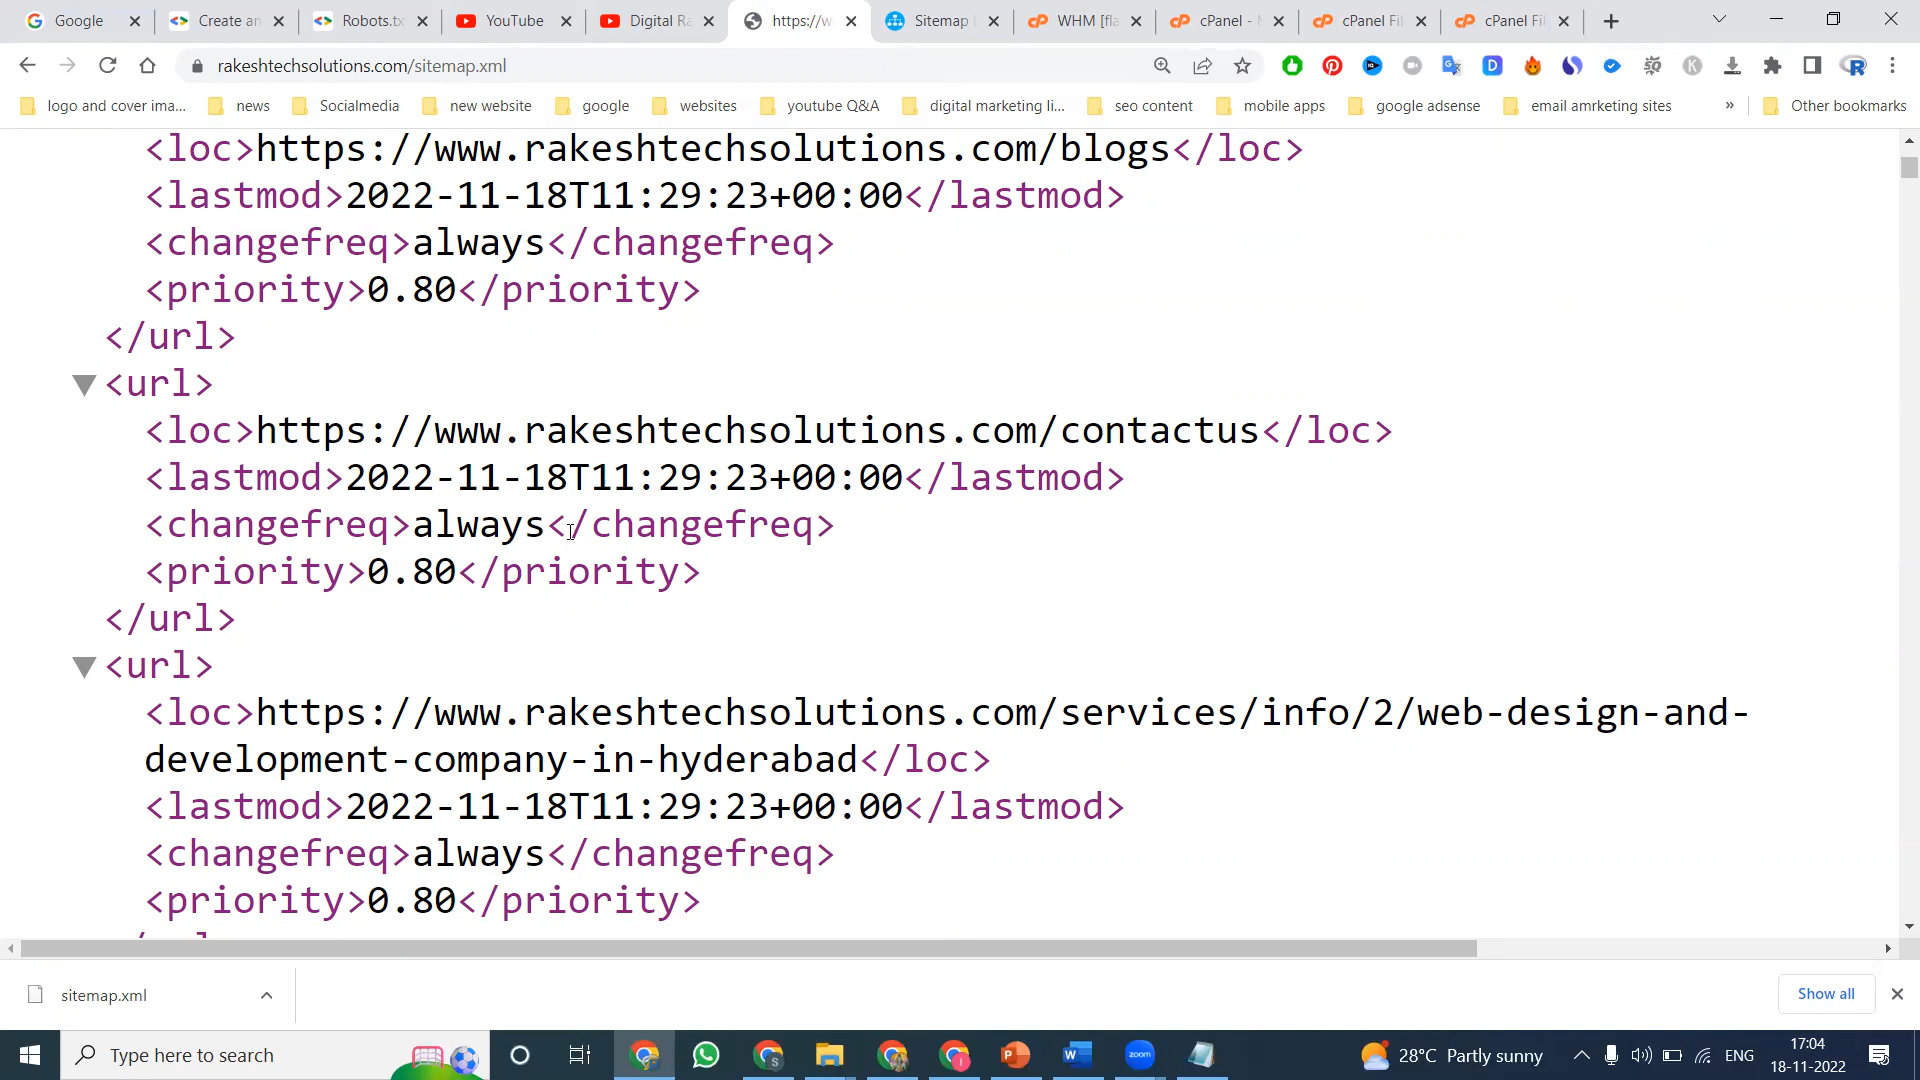 Google
Create an
Robots.tx
YouTube
Digital Ra
https://w
Sitemap
WHM [fla
cPanel - M
cPanel Fil
cPanel Fil
rakeshtechsolutions.com/sitemap.xml
logo and cover ima...
news
Socialmedia
new website
google
websites
youtube Q&A
digital marketing li...
seo content
mobile apps
google adsense
email amrketing sites
»
Other bookmarks
<loc>https://www.rakeshtechsolutions.com/blogs</loc>
<lastmod>2022-11-18T11:29:23+00:00</lastmod>
<changefreq>always</changefreq>
<priority>0.80</priority>
</url>
<url>
<loc>https://www.rakeshtechsolutions.com/contactus</loc>
<lastmod>2022-11-18T11:29:23+00:00</lastmod>
<changefreq>always</changefreq>
<priority>0.80</priority>
</url>
<url>
<loc>https://www.rakeshtechsolutions.com/services/info/2/web-design-and-
development-company-in-hyderabad</loc>
<lastmod>2022-11-18T11:29:23+00:00</lastmod>
<changefreq>always</changefreq>
<priority>0.80</priority>
sitemap.xml
Show all
Type here to search
zoom
28°C Partly sunny
ENG
17:04
18-11-2022